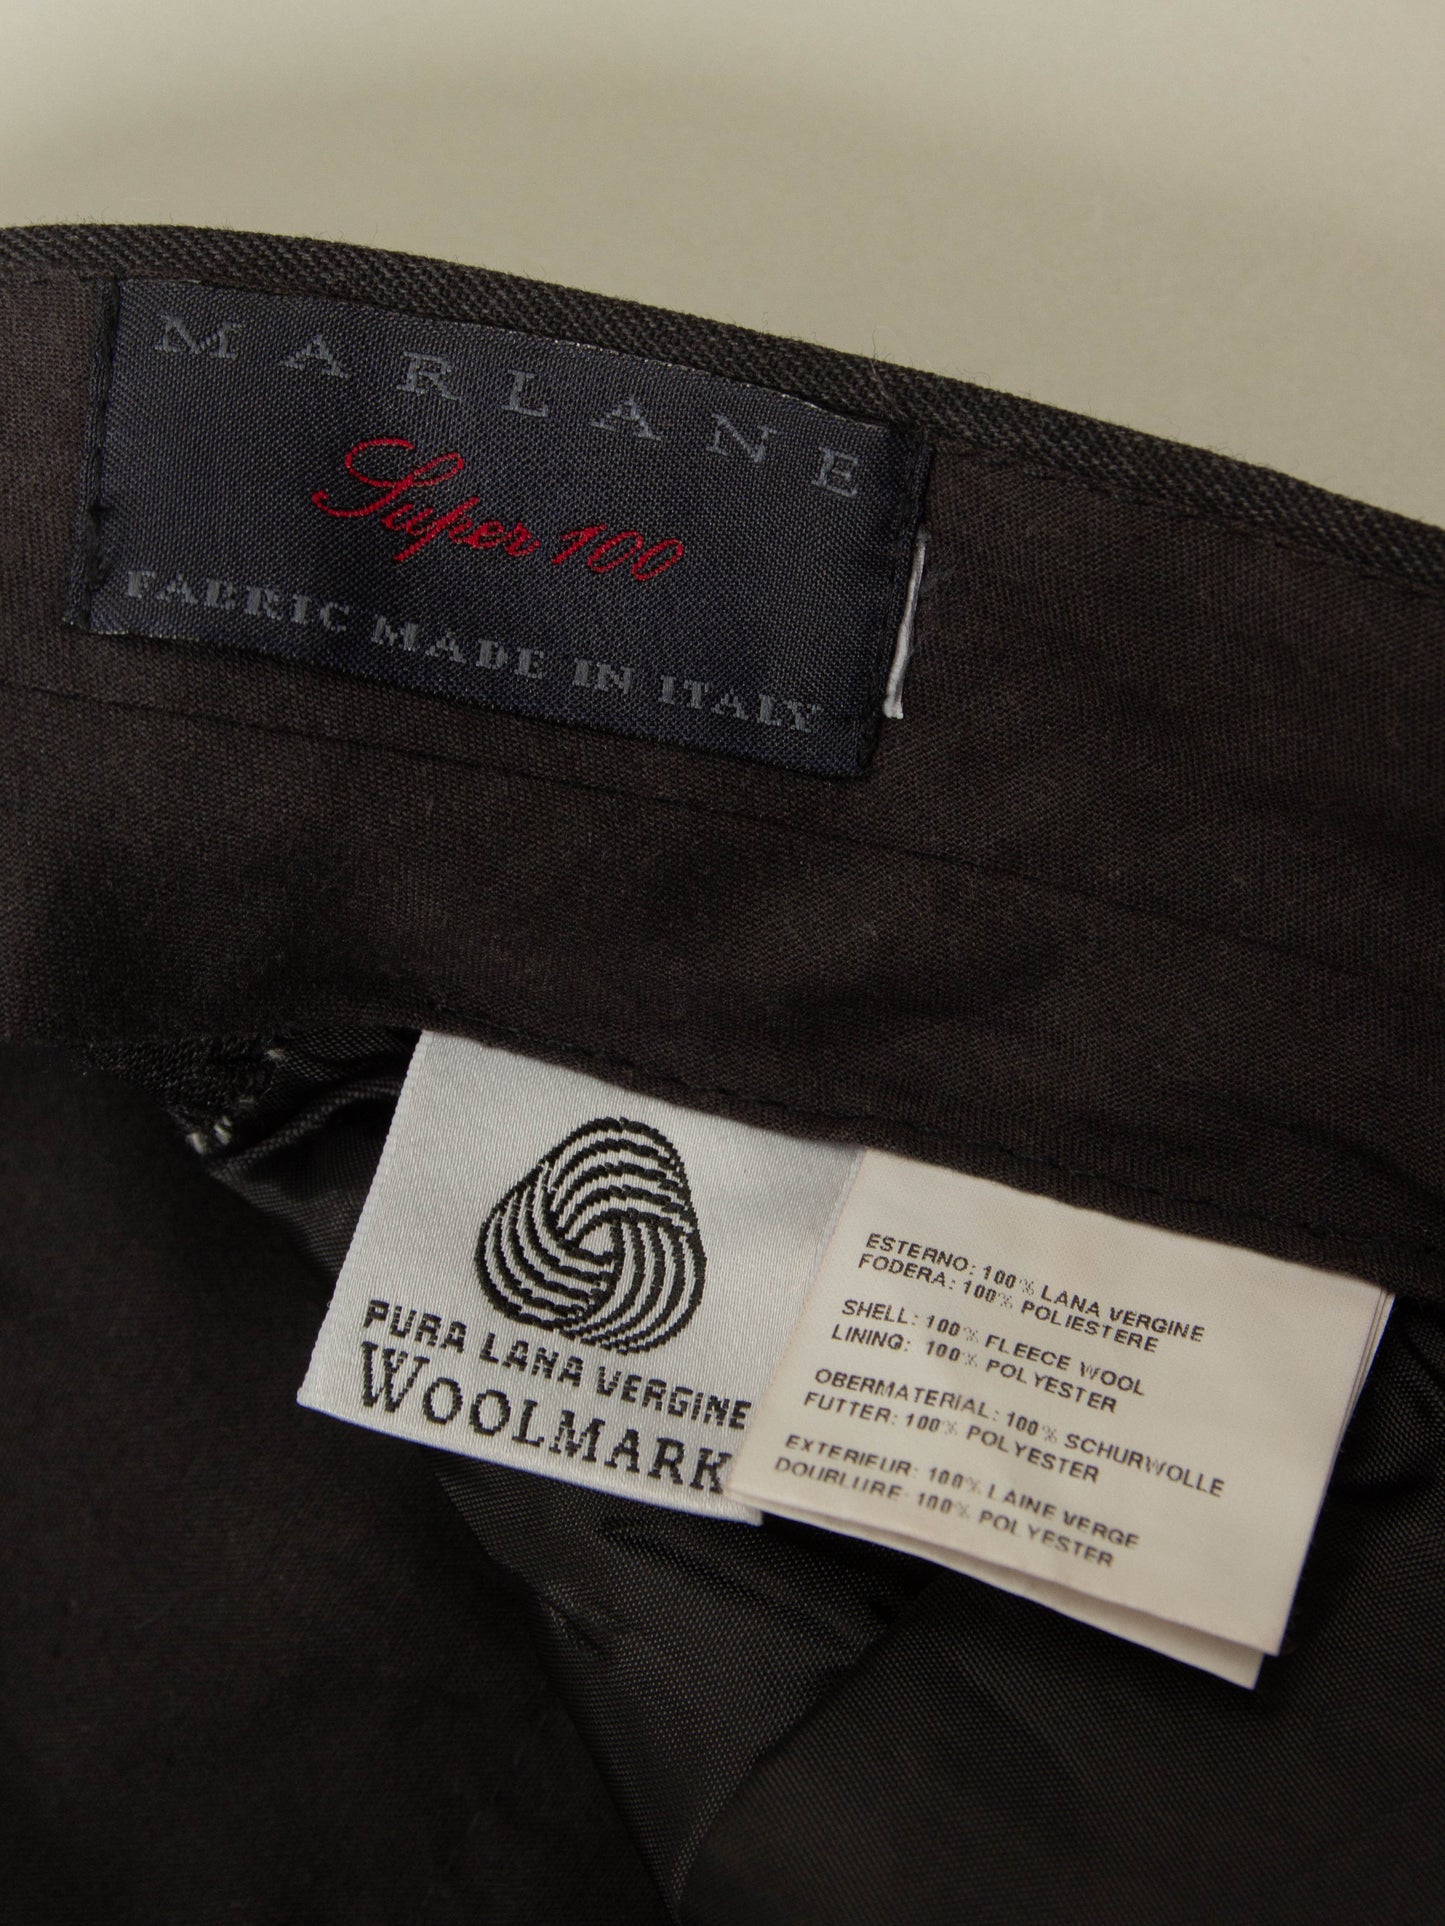 MARLANE
Super 100
FABRIC MADE IN ITALY
PURA LANA VERGINE
WOOLMARK
ESTERNO: 100% LANA VERGINE
FODERA: 100% POLIESTERE
SHELL: 100% FLEECE WOOL
LINING: 100% POLYESTER
OBERMATERIAL: 100% SCHURWOLLE
FUTTER: 100% POLYESTER
EXTERIEUR: 100% LAINE VERGE
DOUBLURE: 100% POLYESTER